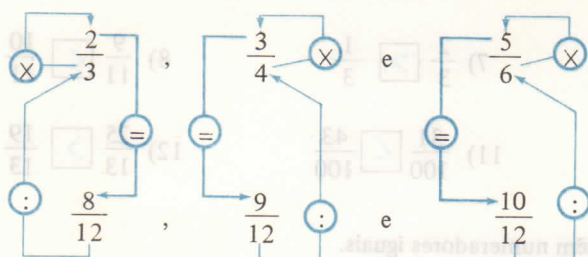 × 2/3 , 3/4 × e 5/6 ×
= = =
: 8/12 , 9/12 : e 10/12 :